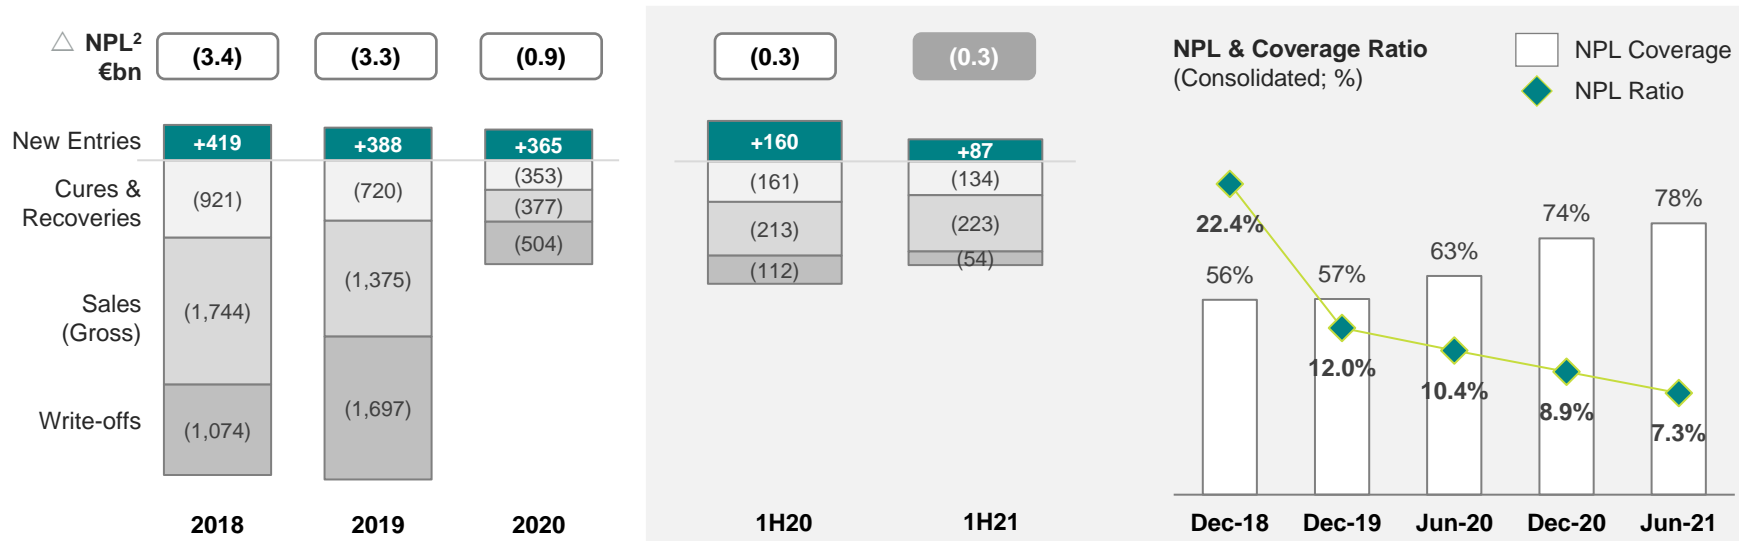 △ NPL²
€bn
(3.4)
(3.3)
(0.9)
(0.3)
(0.3)
New Entries
+419
+388
+365
+160
+87
Cures &
Recoveries
(921)
(720)
(353)
(161)
(134)
Sales
(Gross)
(1,744)
(1,375)
(377)
(213)
(223)
Write-offs
(1,074)
(1,697)
(504)
(112)
(54)
2018
2019
2020
1H20
1H21
NPL & Coverage Ratio
(Consolidated; %)
NPL Coverage
NPL Ratio
56%
57%
63%
74%
78%
22.4%
12.0%
10.4%
8.9%
7.3%
Dec-18
Dec-19
Jun-20
Dec-20
Jun-21